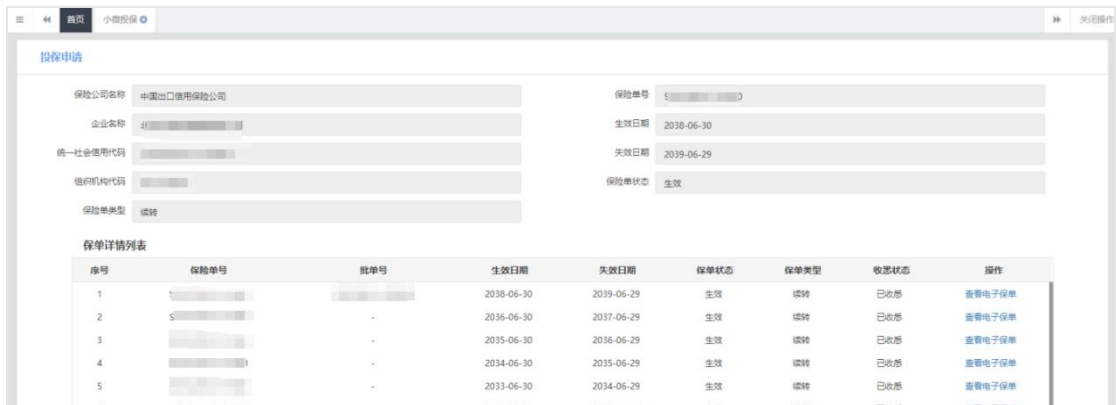 首页 小微投保 关闭操作
投保申请
保险公司名称 中国出口信用保险公司 保险单号
企业名称 生效日期 2038-06-30
统一社会信用代码 失效日期 2039-06-29
组织机构代码 保险单状态 生效
保险单类型 续转
保单详情列表
序号 保险单号 批单号 生效日期 失效日期 保单状态 保单类型 收悉状态 操作
1 2038-06-30 2039-06-29 生效 续转 已收悉 查看电子保单
2 - 2036-06-30 2037-06-29 生效 续转 已收悉 查看电子保单
3 - 2035-06-30 2036-06-29 生效 续转 已收悉 查看电子保单
4 - 2034-06-30 2035-06-29 生效 续转 已收悉 查看电子保单
5 - 2033-06-30 2034-06-29 生效 续转 已收悉 查看电子保单